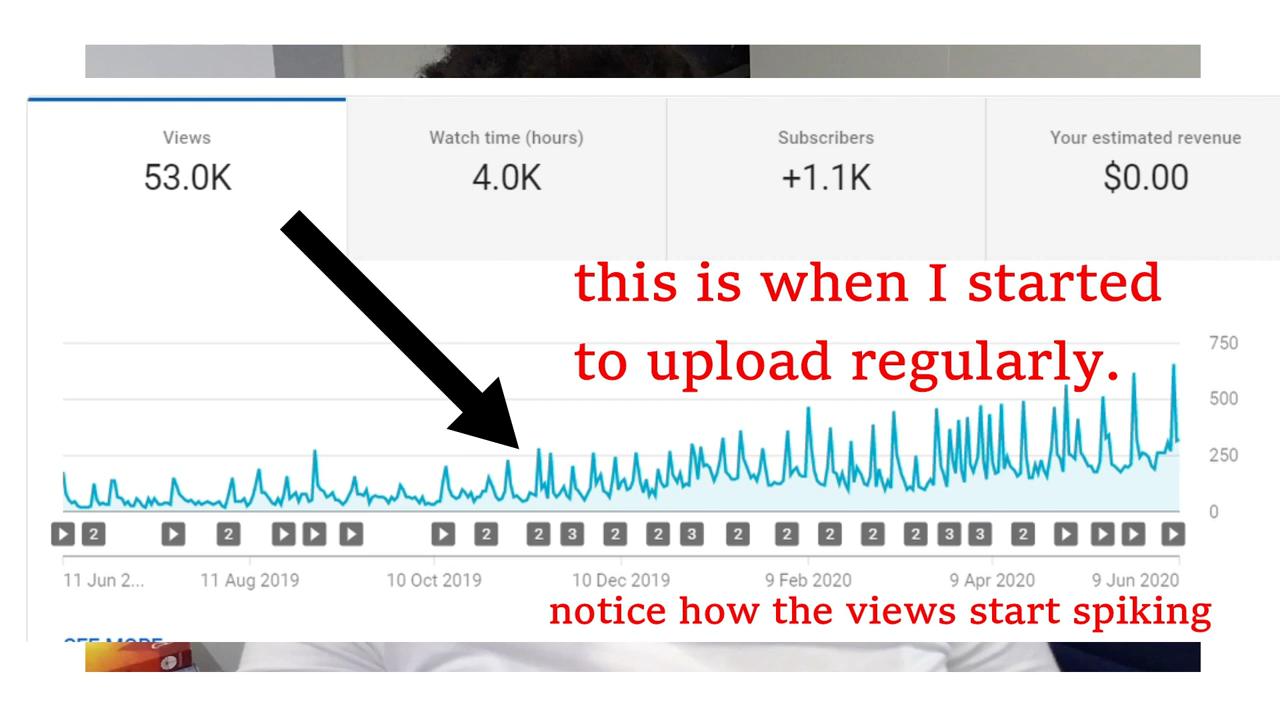 Views
Watch time (hours)
Subscribers
Your estimated revenue
53.0K
4.0K
+1.1K
$0.00
this is when I started
to upload regularly.
750
500
250
0
2 2 2 2 3 2 2 3 2 2 2 2 2 3 3 2
11 Jun 2...
11 Aug 2019
10 Oct 2019
10 Dec 2019
9 Feb 2020
9 Apr 2020
9 Jun 2020
notice how the views start spiking
SEE MORE